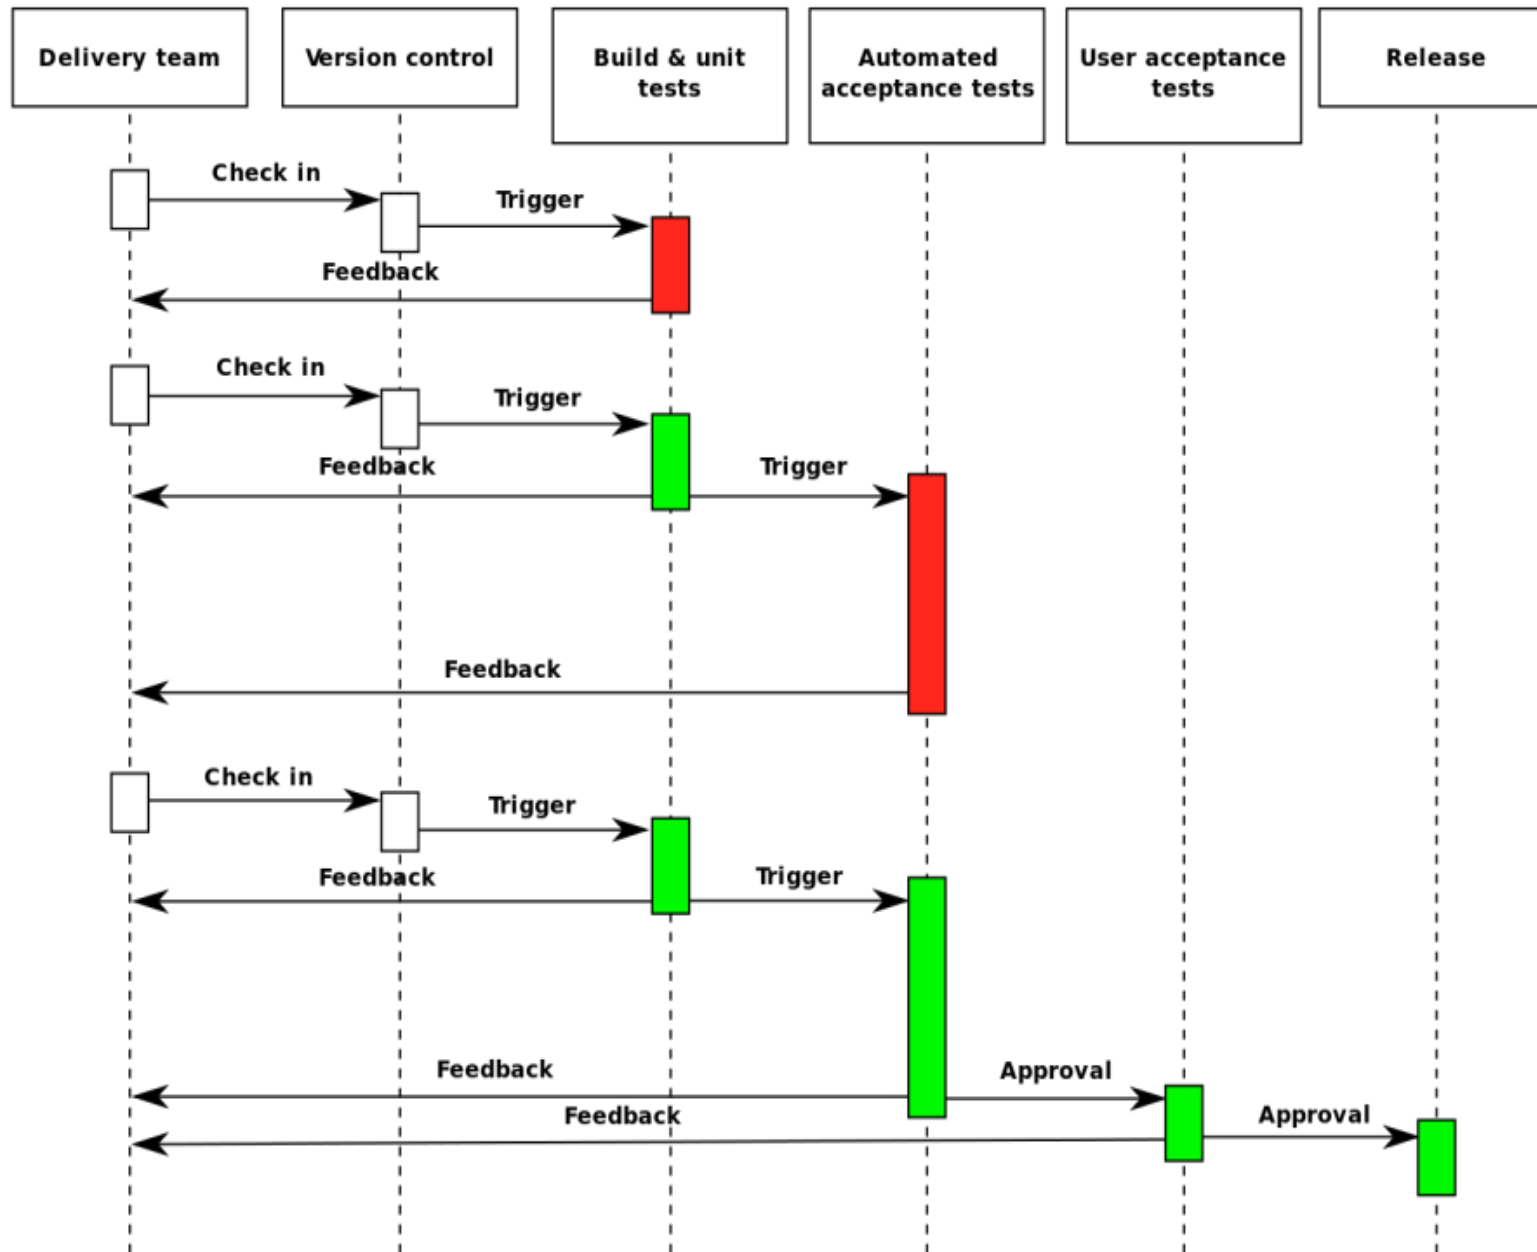 Delivery team
Version control
Build & unit
tests
Automated
acceptance tests
User acceptance
tests
Release
Check in
Trigger
Feedback
Check in
Trigger
Feedback
Trigger
Feedback
Check in
Trigger
Feedback
Trigger
Feedback
Approval
Feedback
Approval